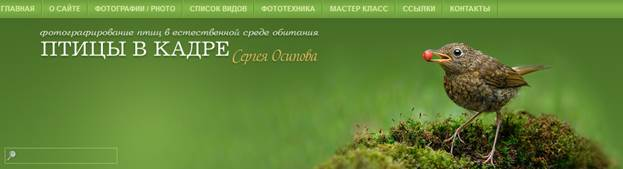 ГЛАВНАЯ О САЙТЕ ФОТОГРАФИИ / PHOTO СПИСОК ВИДОВ ФОТОТЕХНИКА МАСТЕР КЛАСС ССЫЛКИ КОНТАКТЫ
фотографирование птиц в естественной среде обитания
ПТИЦЫ В КАДРЕ Сергея Осипова